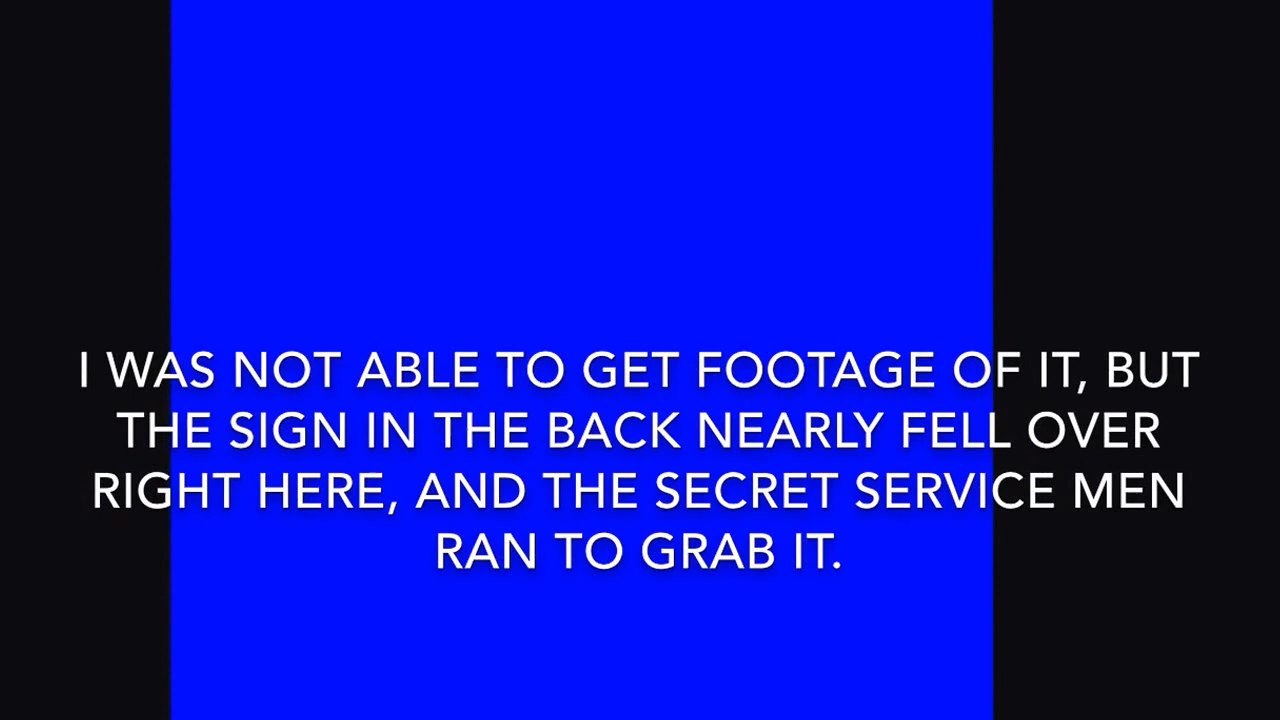 I WAS NOT ABLE TO GET FOOTAGE OF IT, BUT
THE SIGN IN THE BACK NEARLY FELL OVER
RIGHT HERE, AND THE SECRET SERVICE MEN
RAN TO GRAB IT.